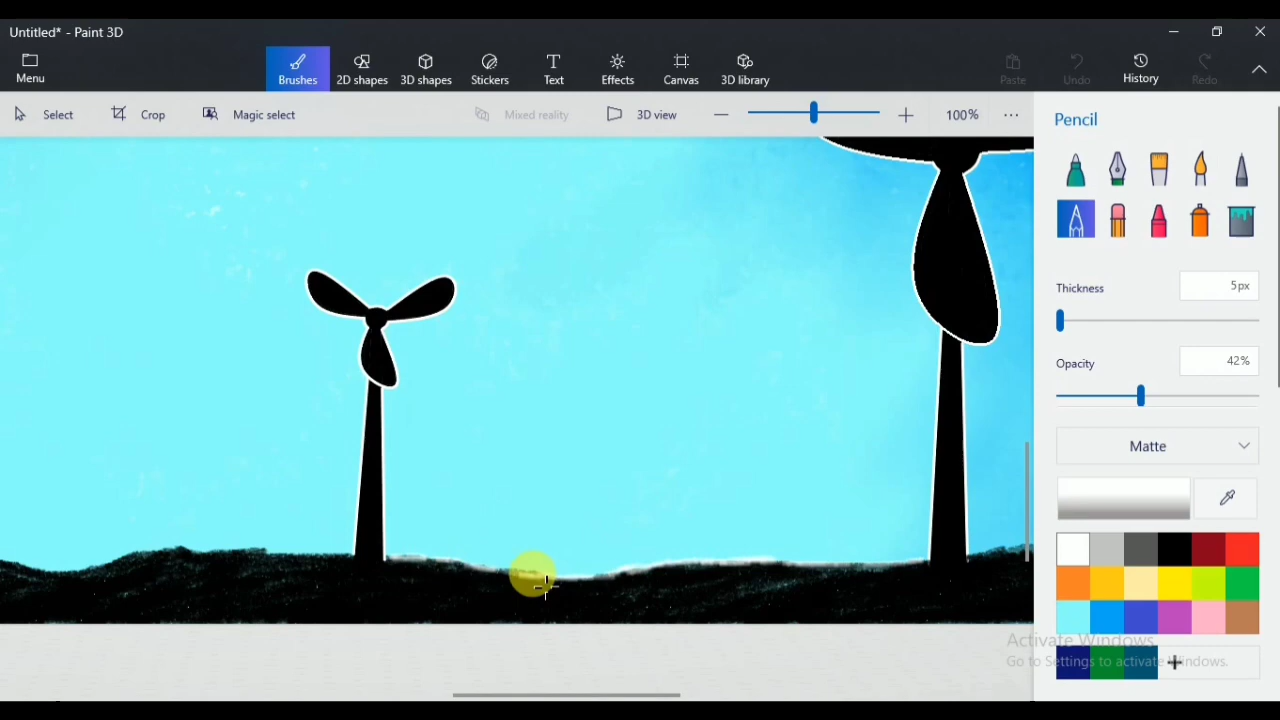 Untitled* - Paint 3D
Menu
Brushes
2D shapes
3D shapes
Stickers
Text
Effects
Canvas
3D library
Paste
Undo
History
Redo
Select
Crop
Magic select
Mixed reality
3D view
100%
Pencil
Thickness
5px
Opacity
42%
Matte
Activate Windows
Go to Settings to activate Windows.